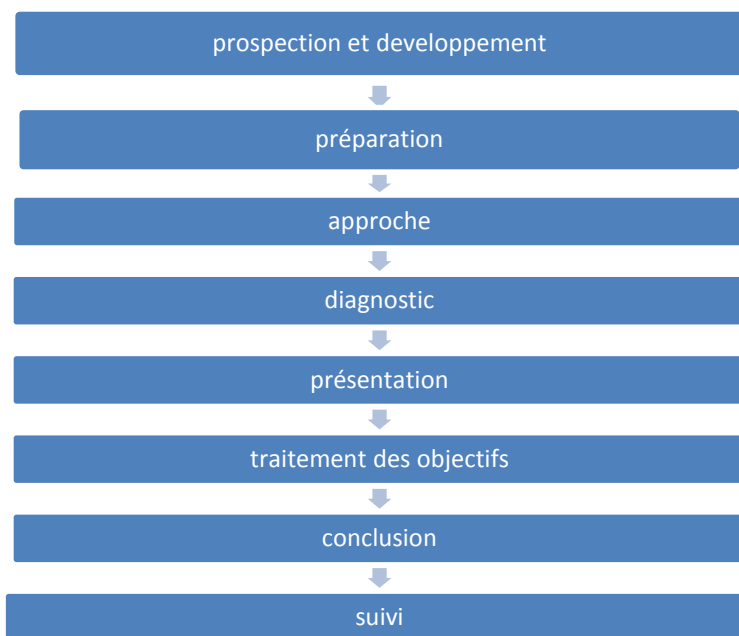 prospection et developpement
préparation
approche
diagnostic
présentation
traitement des objectifs
conclusion
suivi